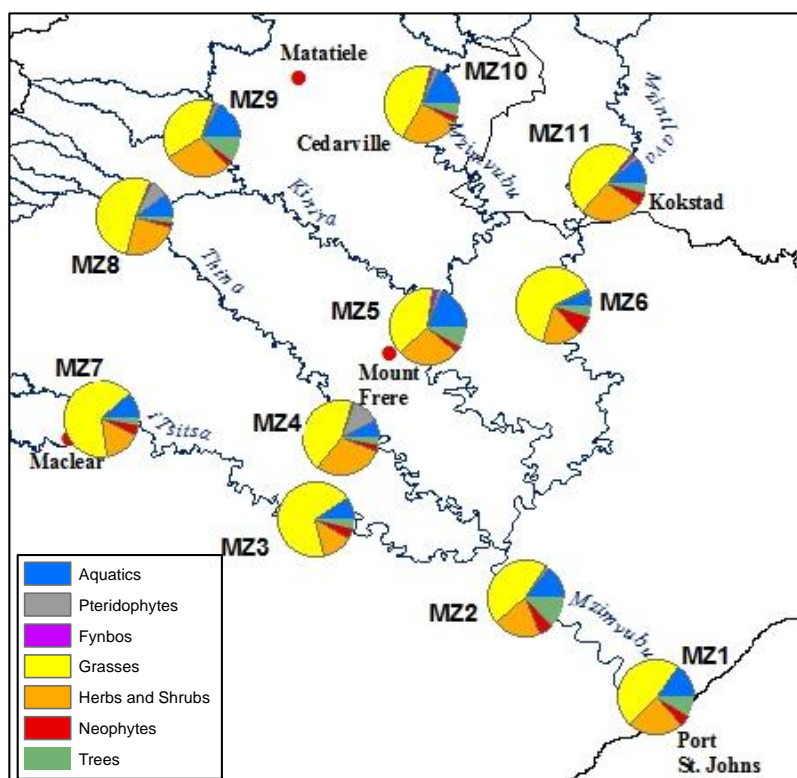 Matatiele
MZ10
MZ9
Cedarville
Mzimvubu
MZ11
Mzintlava
Kokstad
MZ8
Kinira
Thina
MZ5
MZ6
Mount
Frere
MZ7
iTsitsa
Maclear
MZ4
MZ3
MZ2
Mzimvubu
MZ1
Port
St. Johns
Aquatics
Pteridophytes
Fynbos
Grasses
Herbs and Shrubs
Neophytes
Trees